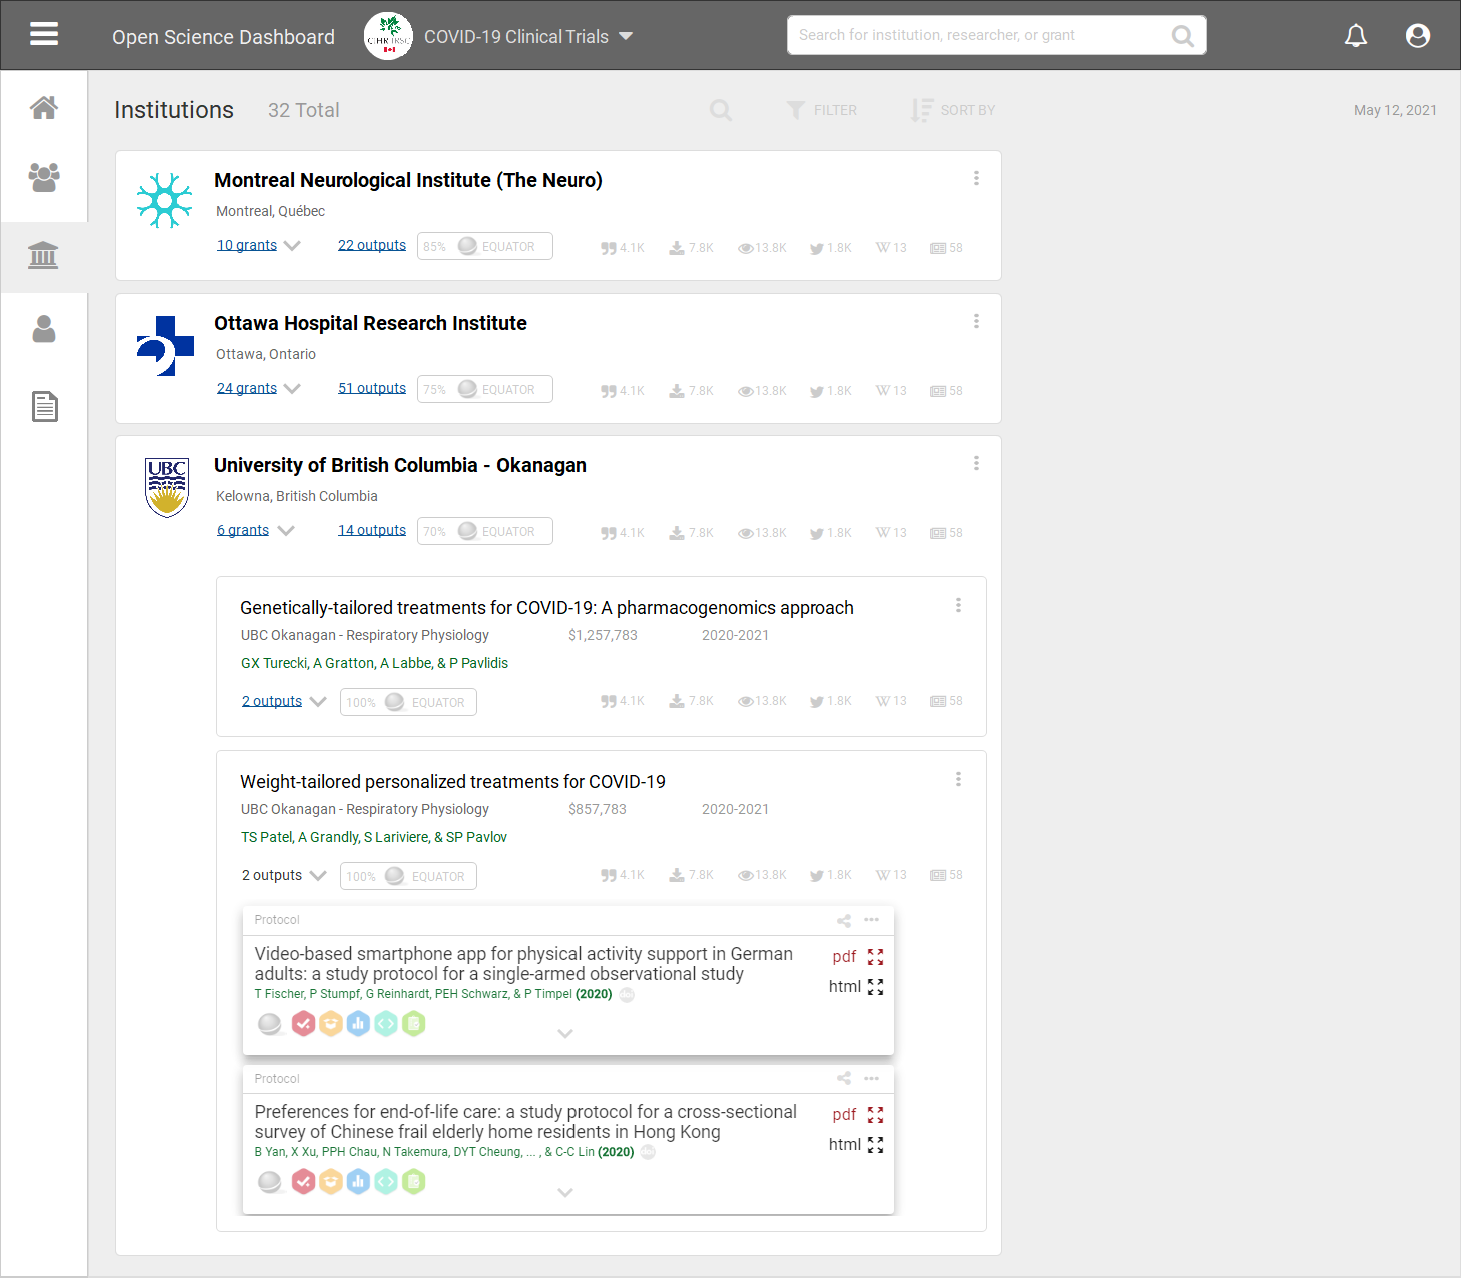 Open Science Dashboard
CIHR IRSC
COVID-19 Clinical Trials
Search for institution, researcher, or grant
Institutions
32 Total
FILTER
SORT BY
May 12, 2021
Montreal Neurological Institute (The Neuro)
Montreal, Québec
10 grants 22 outputs 85% EQUATOR 4.1K 7.8K 13.8K 1.8K W 13 58
Ottawa Hospital Research Institute
Ottawa, Ontario
24 grants 51 outputs 75% EQUATOR 4.1K 7.8K 13.8K 1.8K W 13 58
UBC
University of British Columbia - Okanagan
Kelowna, British Columbia
6 grants 14 outputs 70% EQUATOR 4.1K 7.8K 13.8K 1.8K W 13 58
Genetically-tailored treatments for COVID-19: A pharmacogenomics approach
UBC Okanagan - Respiratory Physiology $1,257,783 2020-2021
GX Turecki, A Gratton, A Labbe, & P Pavlidis
2 outputs 100% EQUATOR 4.1K 7.8K 13.8K 1.8K W 13 58
Weight-tailored personalized treatments for COVID-19
UBC Okanagan - Respiratory Physiology $857,783 2020-2021
TS Patel, A Grandly, S Lariviere, & SP Pavlov
2 outputs 100% EQUATOR 4.1K 7.8K 13.8K 1.8K W 13 58
Protocol
Video-based smartphone app for physical activity support in German
adults: a study protocol for a single-armed observational study
T Fischer, P Stumpf, G Reinhardt, PEH Schwarz, & P Timpel (2020) doi
pdf
html
Protocol
Preferences for end-of-life care: a study protocol for a cross-sectional
survey of Chinese frail elderly home residents in Hong Kong
B Yan, X Xu, PPH Chau, N Takemura, DYT Cheung, ... , & C-C Lin (2020) doi
pdf
html